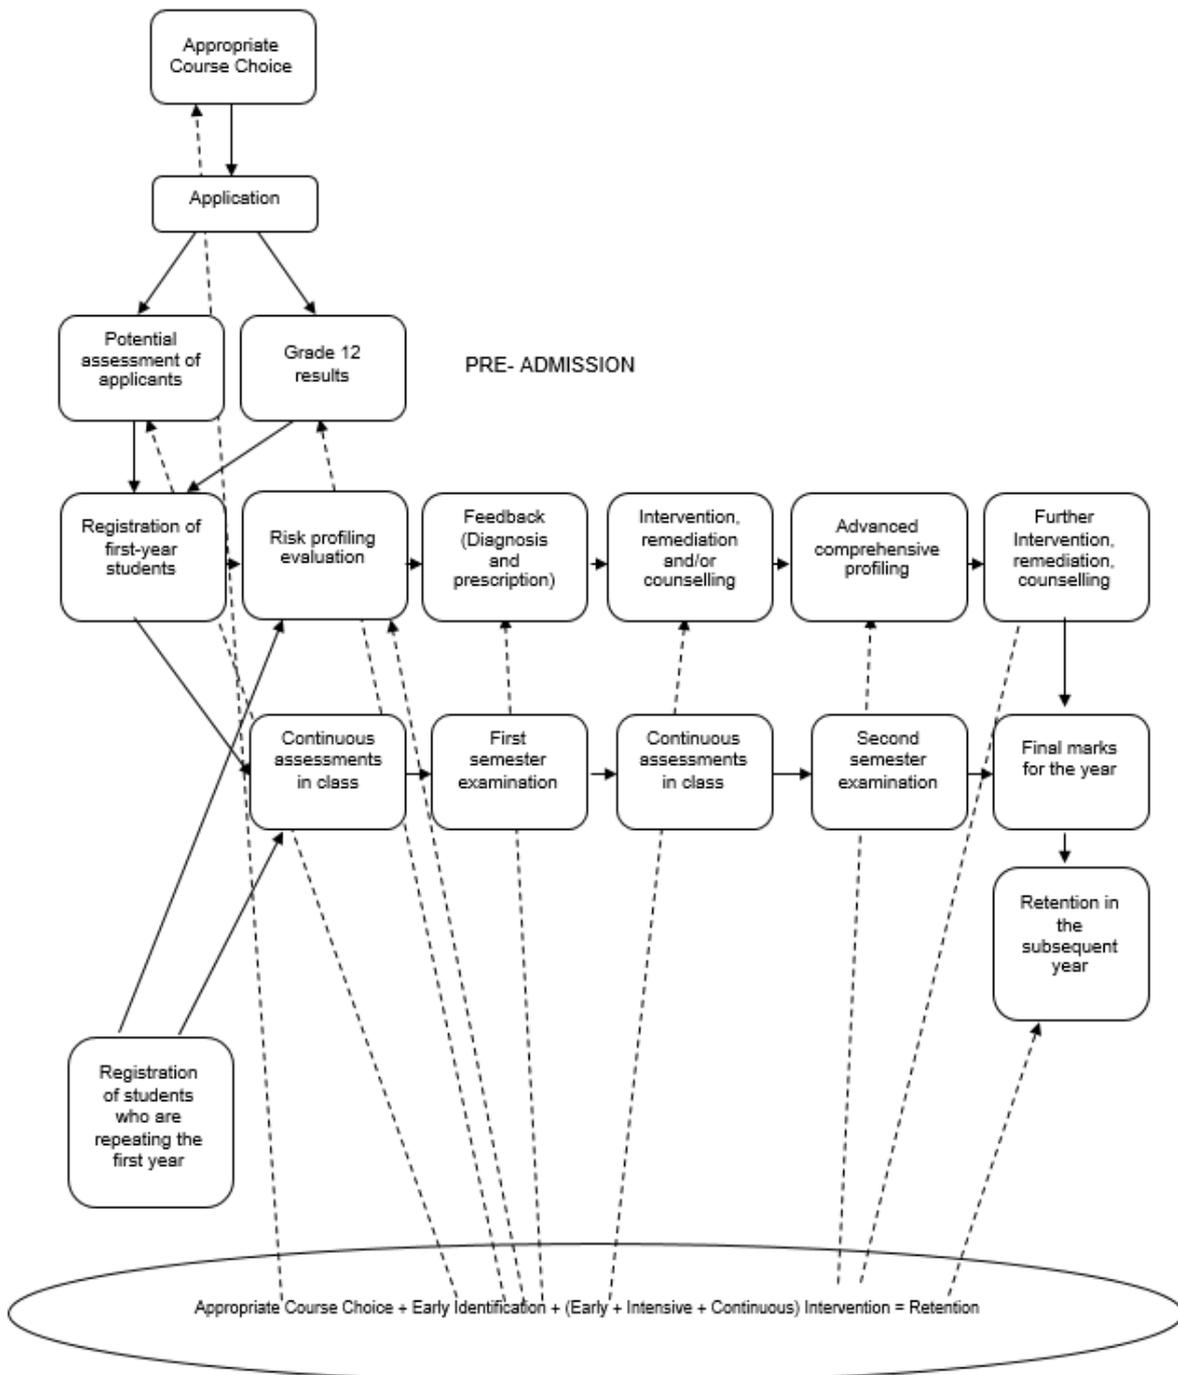 Appropriate
Course Choice
Application
Potential
assessment of
applicants
Grade 12
results
PRE- ADMISSION
Registration of
first-year
students
Risk profiling
evaluation
Feedback
(Diagnosis
and
prescription)
Intervention,
remediation
and/or
counselling
Advanced
comprehensive
profiling
Further
Intervention,
remediation,
counselling
Continuous
assessments
in class
First
semester
examination
Continuous
assessments
in class
Second
semester
examination
Final marks
for the year
Retention in
the
subsequent
year
Registration
of students
who are
repeating the
first year
Appropriate Course Choice + Early Identification + (Early + Intensive + Continuous) Intervention = Retention